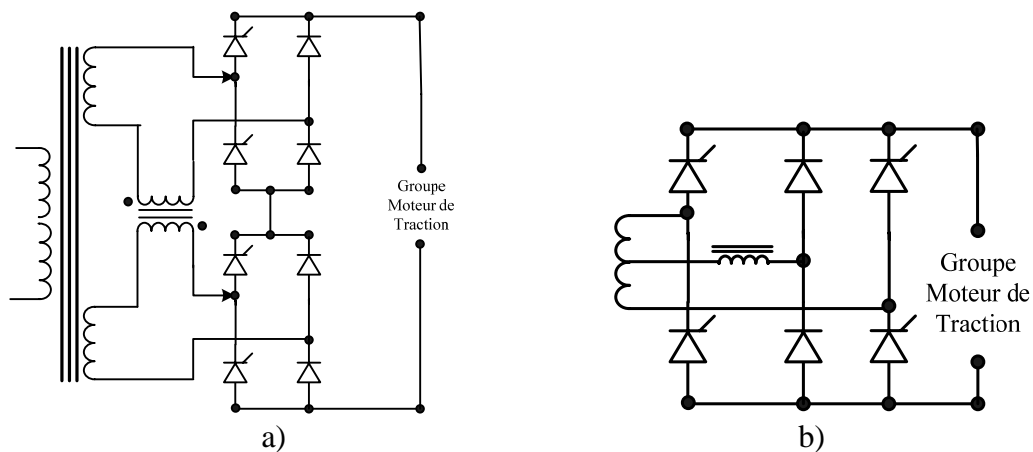 Groupe
Moteur de
Traction
Groupe
Moteur de
Traction
a)
b)